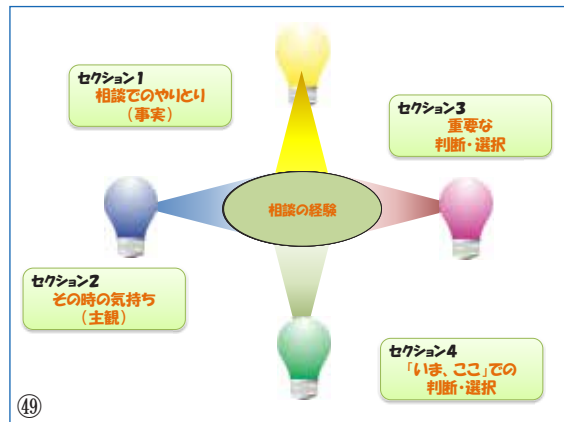 セクション1
相談でのやりとり
(事実)
セクション3
重要な
判断・選択
相談の経験
セクション2
その時の気持ち
(主観)
セクション4
「いま、ここ」での
判断・選択
㊾